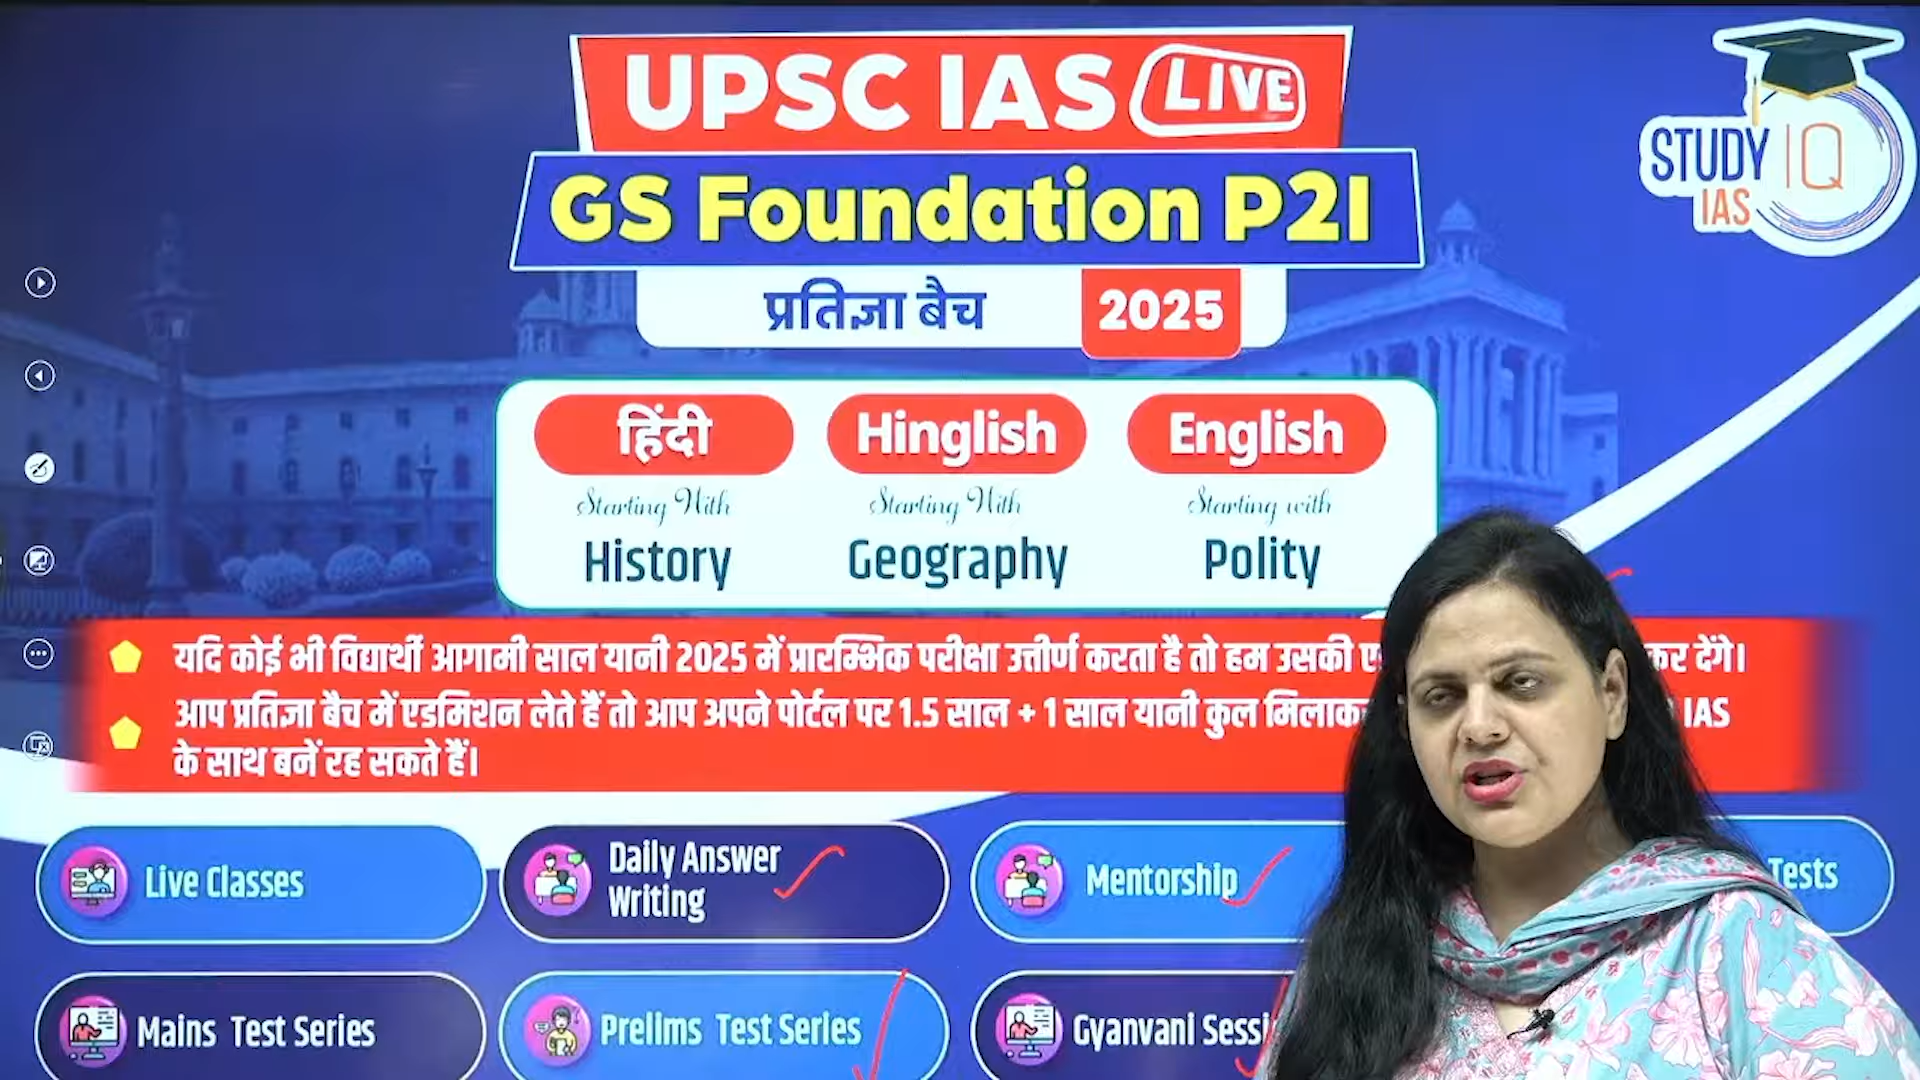 UPSC IAS LIVE
GS Foundation P2I
प्रतिज्ञा बैच 2025
STUDY IQ
IAS
हिंदी Hinglish English
Starting With Starting With Starting with
History Geography Polity
यदि कोई भी विद्यार्थी आगामी साल यानी 2025 में प्रारम्भिक परीक्षा उत्तीर्ण करता है तो हम उसकी कर देंगे।
आप प्रतिज्ञा बैच में एडमिशन लेते हैं तो आप अपने पोर्टल पर 1.5 साल + 1 साल यानी कुल मिलाकर IAS
के साथ बनें रह सकते हैं।
Live Classes
Daily Answer
Writing
Mentorship
Tests
Mains Test Series
Prelims Test Series
Gyanvani